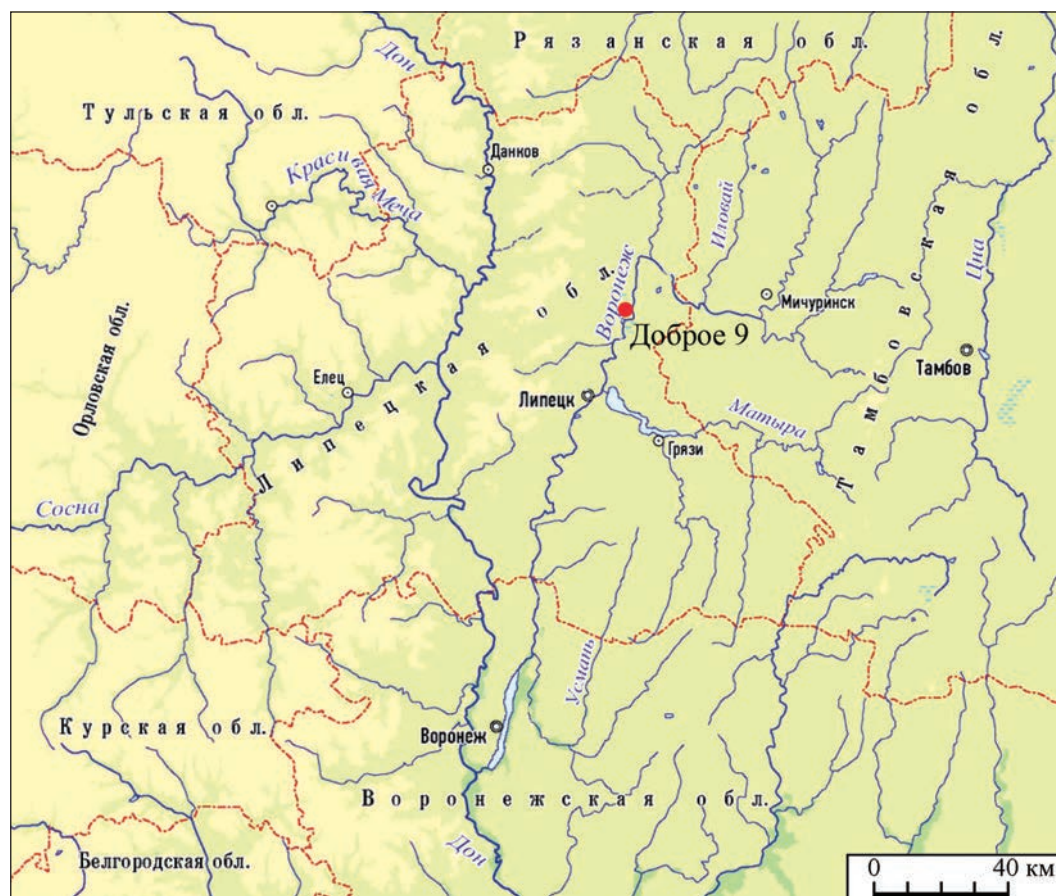 Рязанская обл.
Дон
Тульская обл.
Данков
Красивая Меча
Иловай
Тамбовская обл.
Цна
Воронеж
Мичуринск
Доброе 9
Орловская обл.
Елец
Липецкая обл.
Липецк
Тамбов
Матыра
Грязи
Сосна
Усмань
Курская обл.
Воронеж
Воронежская обл.
Дон
Белгородская обл.
0 40 км